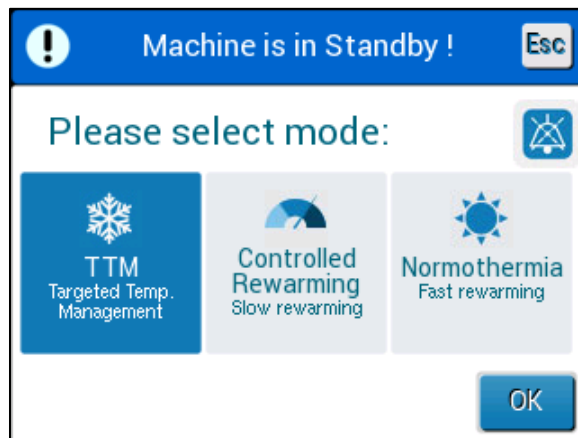 Machine is in Standby !
Esc
Please select mode:
TTM
Targeted Temp.
Management
Controlled
Rewarming
Slow rewarming
Normothermia
Fast rewarming
OK